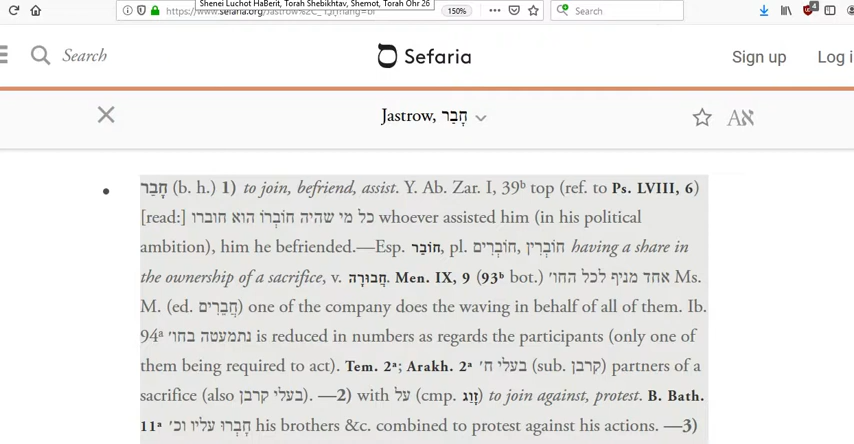 Shenei Luchot HaBerit, Torah Shebikhtav, Shemot, Torah Ohr 26
150%
Search
4
Search
Sefaria
Sign up
Log i
Jastrow, חָבַר
חָבַר (b. h.) 1) to join, befriend, assist. Y. Ab. Zar. I, 39ᵇ top (ref. to Ps. LVIII, 6)
[read:] כל מי שהיה חוֹבְרוֹ הוא חוברו whoever assisted him (in his political
ambition), him he befriended.—Esp. חוֹבֵר, pl. חוֹבְרִים, חוֹבְרִין having a share in
the ownership of a sacrifice, v. חֲבוּרָה. Men. IX, 9 (93ᵇ bot.) אחד מניף לכל החו׳ Ms.
M. (ed. חֲבֵרִים) one of the company does the waving in behalf of all of them. Ib.
94ᵃ נתמעטה בחו׳ is reduced in numbers as regards the participants (only one of
them being required to act). Tem. 2ᵃ; Arakh. 2ᵃ בעלי ח׳ (sub. קרבן) partners of a
sacrifice (also בעלי קרבן). —2) with על (cmp. זָוַג) to join against, protest. B. Bath.
11ᵃ חָבְרוּ עליו וכ׳ his brothers &c. combined to protest against his actions. —3)